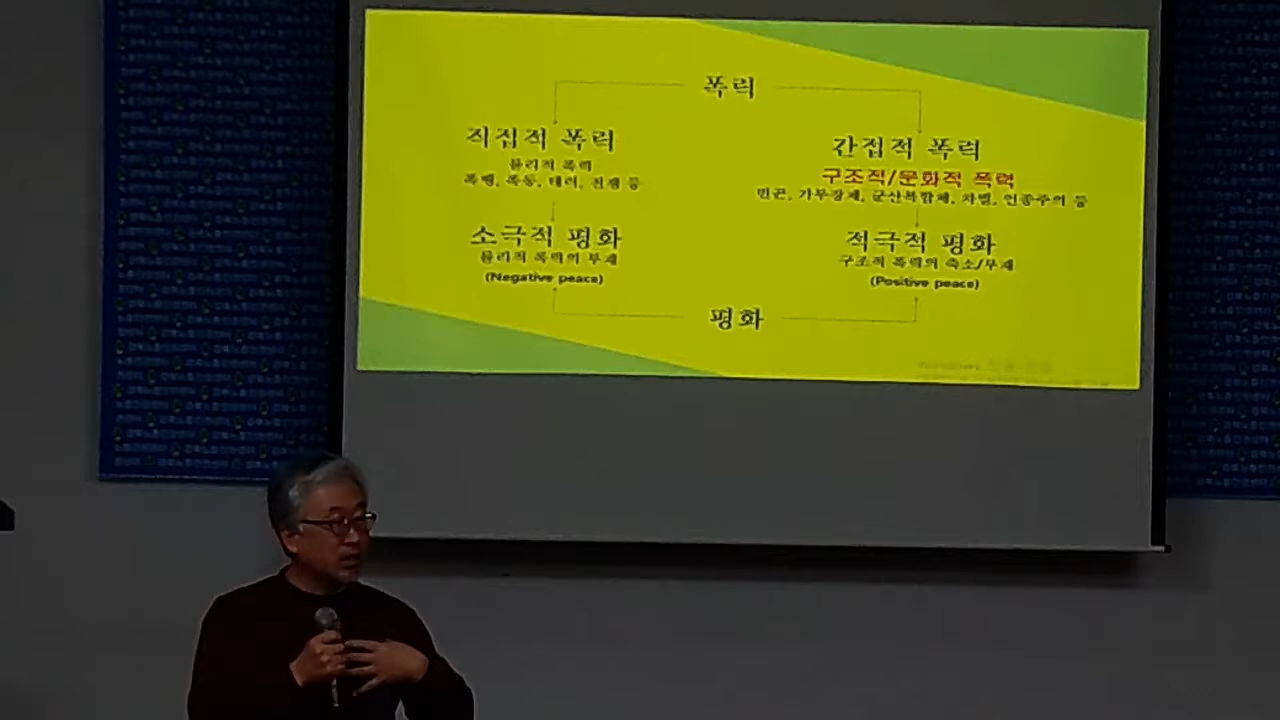 폭력
직접적 폭력
물리적 폭력
폭행, 폭동, 테러, 전쟁 등
간접적 폭력
구조적/문화적 폭력
빈곤, 가부장제, 군산복합체, 차별, 인종주의 등
소극적 평화
물리적 폭력의 부재
(Negative peace)
적극적 평화
구조적 폭력의 축소/부재
(Positive peace)
평화